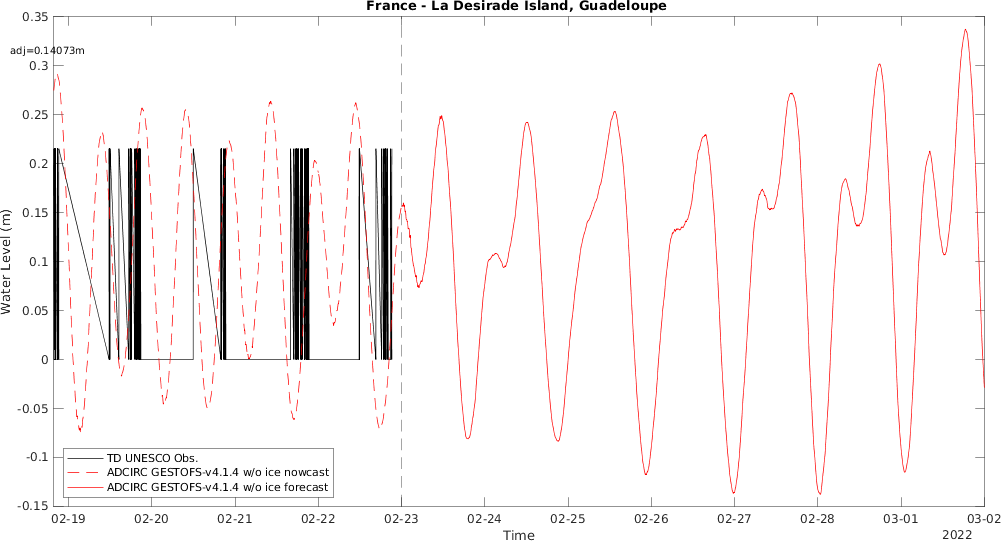 France - La Desirade Island, Guadeloupe
adj=0.14073m
0.35
0.3
0.25
0.2
0.15
0.1
0.05
0
-0.05
-0.1
-0.15
Water Level (m)
TD UNESCO Obs.
ADCIRC GESTOFS-v4.1.4 w/o ice nowcast
ADCIRC GESTOFS-v4.1.4 w/o ice forecast
02-19 02-20 02-21 02-22 02-23 02-24 02-25 02-26 02-27 02-28 03-01 03-02
Time
2022